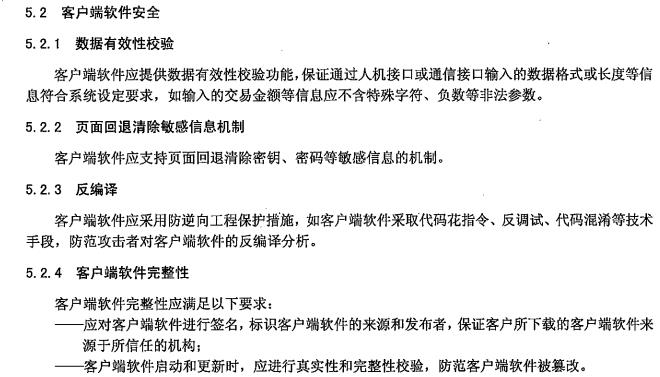 5.2 客户端软件安全
5.2.1 数据有效性校验
客户端软件应提供数据有效性校验功能,保证通过人机接口或通信接口输入的数据格式或长度等信
息符合系统设定要求，如输入的交易金额等信息应不含特殊字符、负数等非法参数。
5.2.2 页面回退清除敏感信息机制
客户端软件应支持页面回退清除密钥、密码等敏感信息的机制。
5.2.3 反编译
客户端软件应采用防逆向工程保护措施，如客户端软件采取代码花指令、反调试、代码混淆等技术
手段，防范攻击者对客户端软件的反编译分析。
5.2.4 客户端软件完整性
客户端软件完整性应满足以下要求：
——应对客户端软件进行签名，标识客户端软件的来源和发布者，保证客户所下载的客户端软件来
源于所信任的机构；
——客户端软件启动和更新时，应进行真实性和完整性校验，防范客户端软件被篡改。